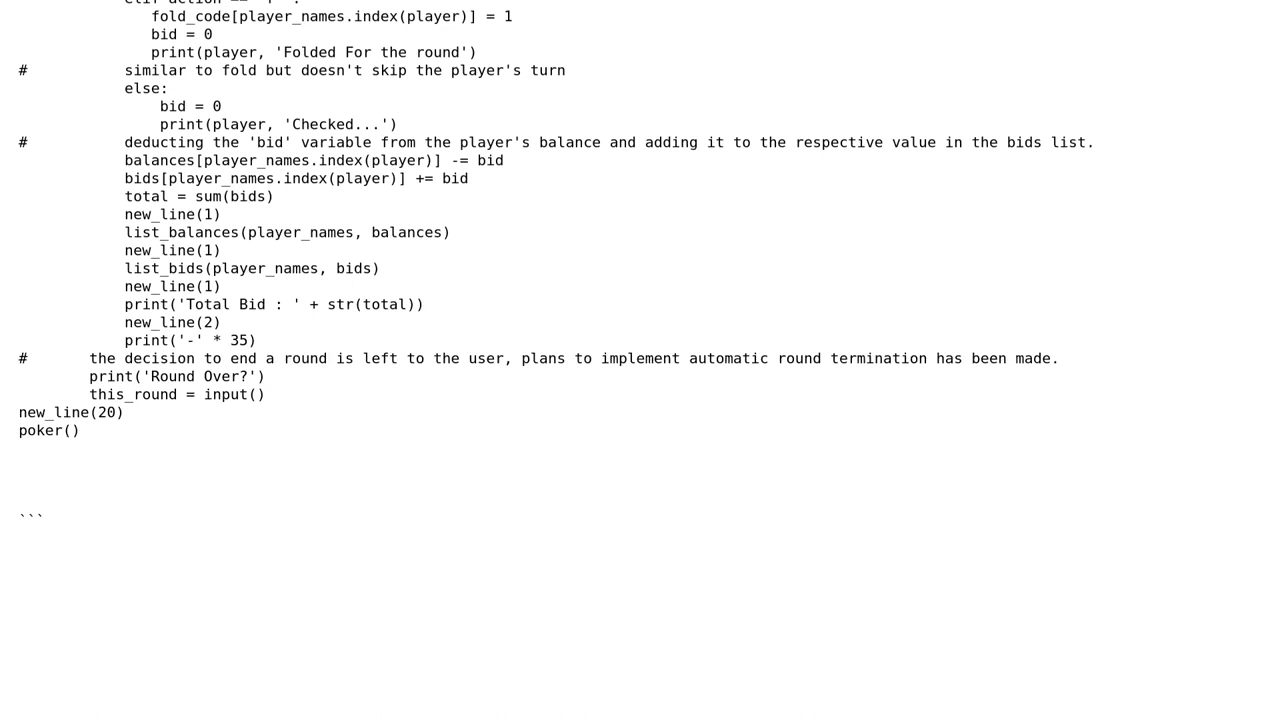 fold_code[player_names.index(player)] = 1
bid = 0
print(player, 'Folded For the round')
#           similar to fold but doesn't skip the player's turn
else:
bid = 0
print(player, 'Checked...')
#           deducting the 'bid' variable from the player's balance and adding it to the respective value in the bids list.
balances[player_names.index(player)] -= bid
bids[player_names.index(player)] += bid
total = sum(bids)
new_line(1)
list_balances(player_names, balances)
new_line(1)
list_bids(player_names, bids)
new_line(1)
print('Total Bid : ' + str(total))
new_line(2)
print('-' * 35)
#       the decision to end a round is left to the user, plans to implement automatic round termination has been made.
print('Round Over?')
this_round = input()
new_line(20)
poker()
```